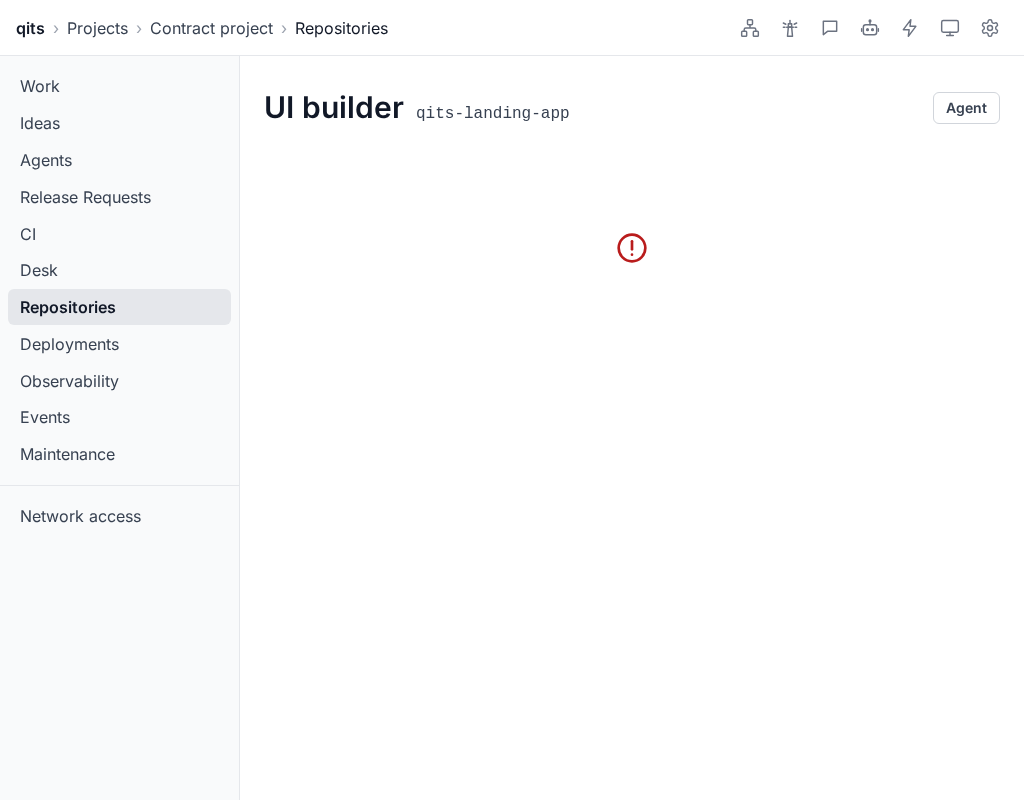 qits › Projects › Contract project › Repositories
Work
Ideas
Agents
Release Requests
CI
Desk
Repositories
Deployments
Observability
Events
Maintenance
Network access
UI builder qits-landing-app
Agent